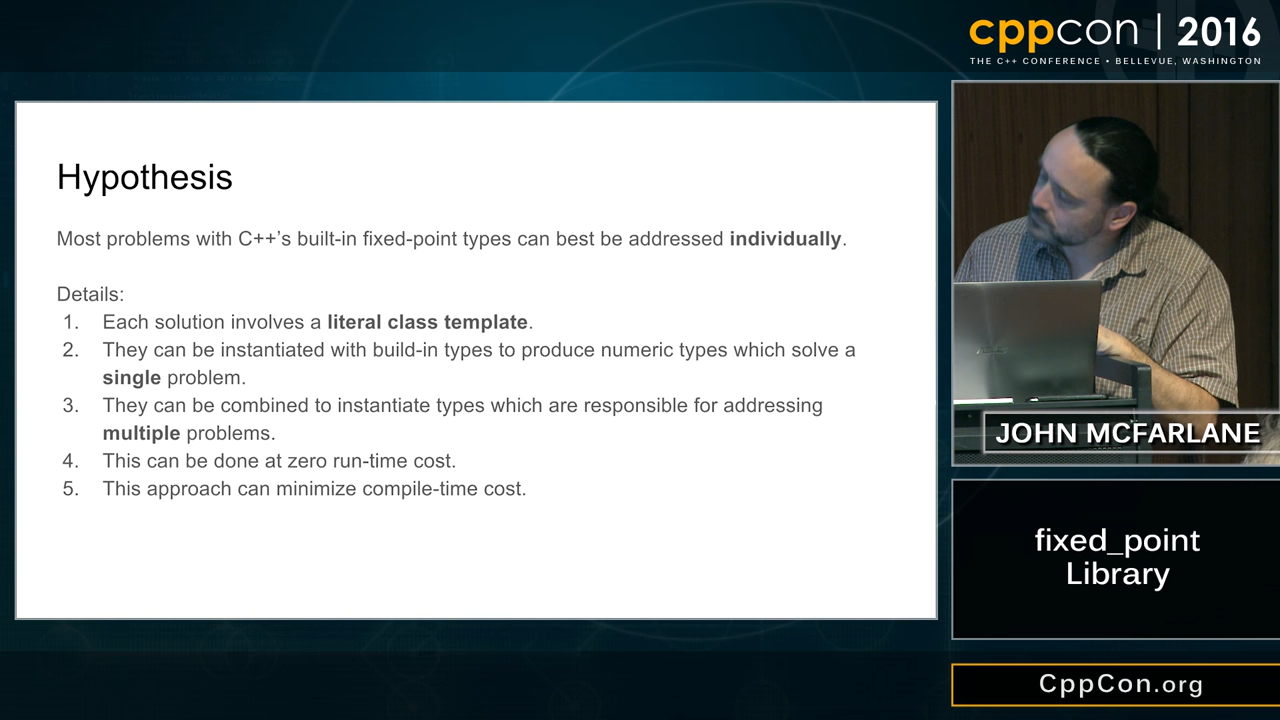 cppcon | 2016
THE C++ CONFERENCE • BELLEVUE, WASHINGTON
Hypothesis
Most problems with C++’s built-in fixed-point types can best be addressed individually.
Details:
1. Each solution involves a literal class template.
2. They can be instantiated with build-in types to produce numeric types which solve a
single problem.
3. They can be combined to instantiate types which are responsible for addressing
multiple problems.
4. This can be done at zero run-time cost.
5. This approach can minimize compile-time cost.
JOHN MCFARLANE
fixed_point
Library
CppCon.org